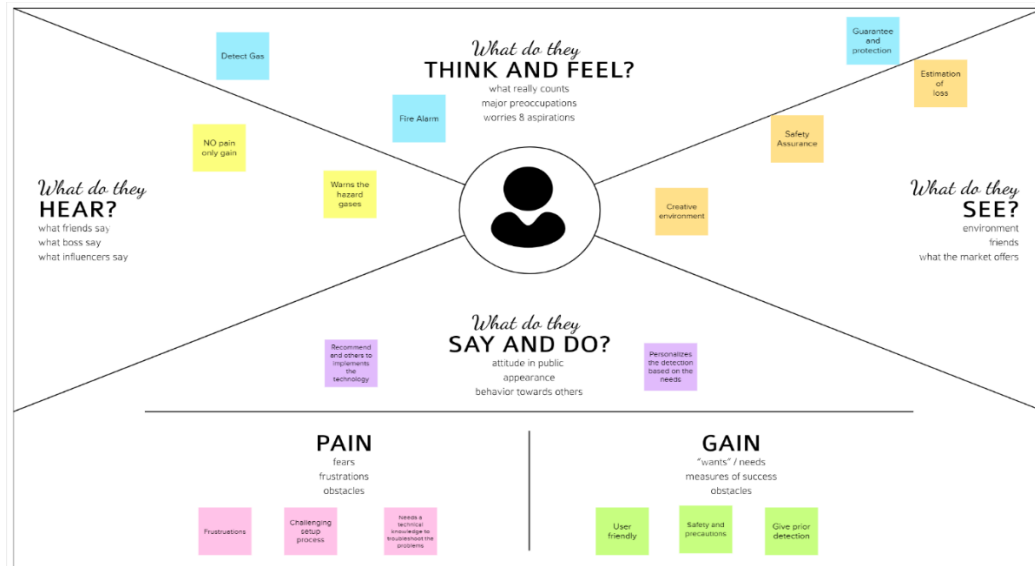 What do they
THINK AND FEEL?
what really counts
major preoccupations
worries & aspirations
Detect Gas
Fire Alarm
Guarantee
and
protection
What do they
HEAR?
what friends say
what boss say
what influencers say
NO pain
only gain
Warns the
hazard
gases
Estimation
of
loss
Safety
Assurance
Creative
environment
What do they
SEE?
environment
friends
what the market offers
What do they
SAY AND DO?
attitude in public
appearance
behavior towards others
Recommend
and others to
implements
the
technology
Personalizes
the detection
based on the
needs
PAIN
fears
frustrations
obstacles
Frustuations
Challenging
setup
process
Needs a
technical
knowledge to
troubleshoot the
problems
GAIN
"wants" / needs
measures of success
obstacles
User
friendly
Safety and
precautions
Give prior
detection